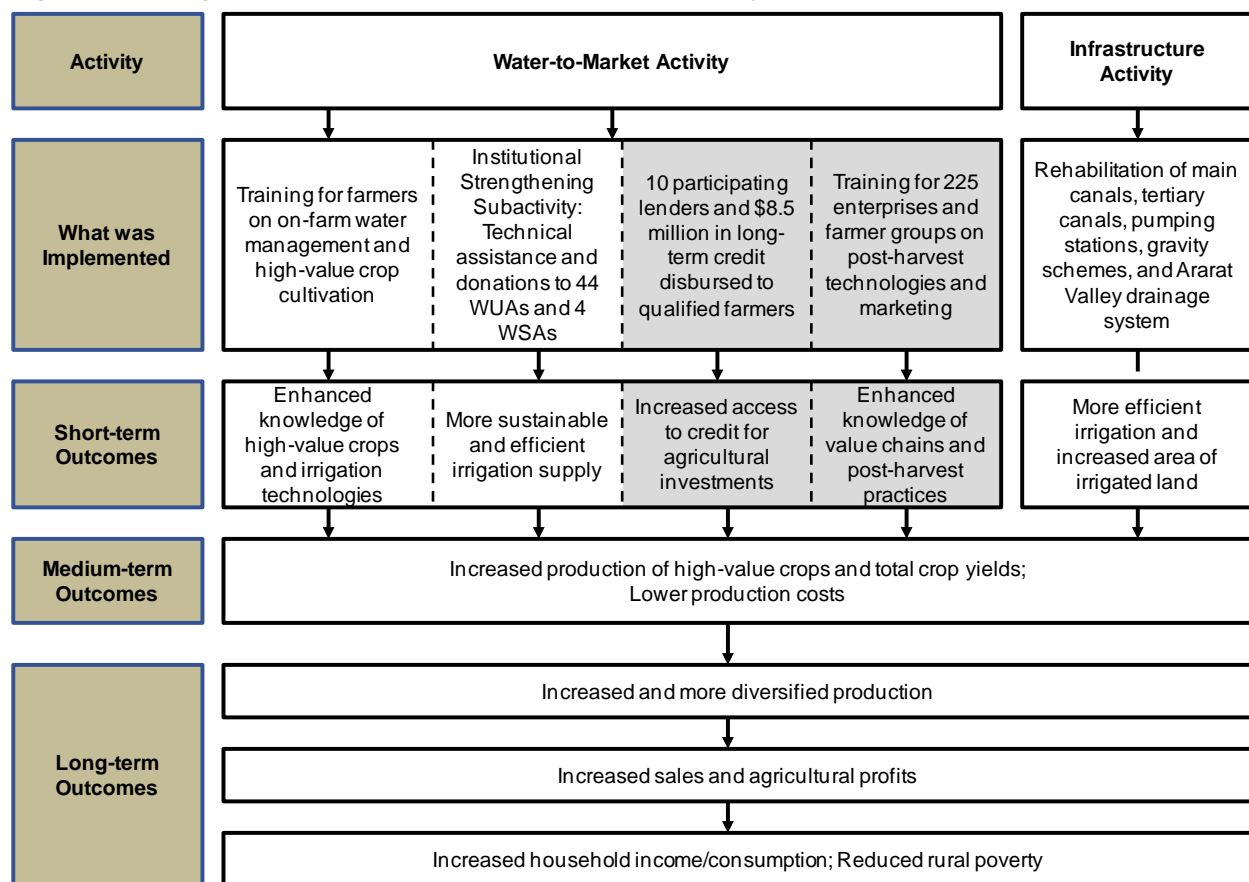 Activity
Water-to-Market Activity
Infrastructure
Activity
What was
Implemented
Training for farmers
on on-farm water
management and
high-value crop
cultivation
Institutional
Strengthening
Subactivity:
Technical
assistance and
donations to 44
WUAs and 4
WSAs
10 participating
lenders and $8.5
million in long-
term credit
disbursed to
qualified farmers
Training for 225
enterprises and
farmer groups on
post-harvest
technologies and
marketing
Rehabilitation of main
canals, tertiary
canals, pumping
stations, gravity
schemes, and Ararat
Valley drainage
system
Short-term
Outcomes
Enhanced
knowledge of
high-value crops
and irrigation
technologies
More sustainable
and efficient
irrigation supply
Increased access
to credit for
agricultural
investments
Enhanced
knowledge of
value chains and
post-harvest
practices
More efficient
irrigation and
increased area of
irrigated land
Medium-term
Outcomes
Increased production of high-value crops and total crop yields;
Lower production costs
Long-term
Outcomes
Increased and more diversified production
Increased sales and agricultural profits
Increased household income/consumption; Reduced rural poverty